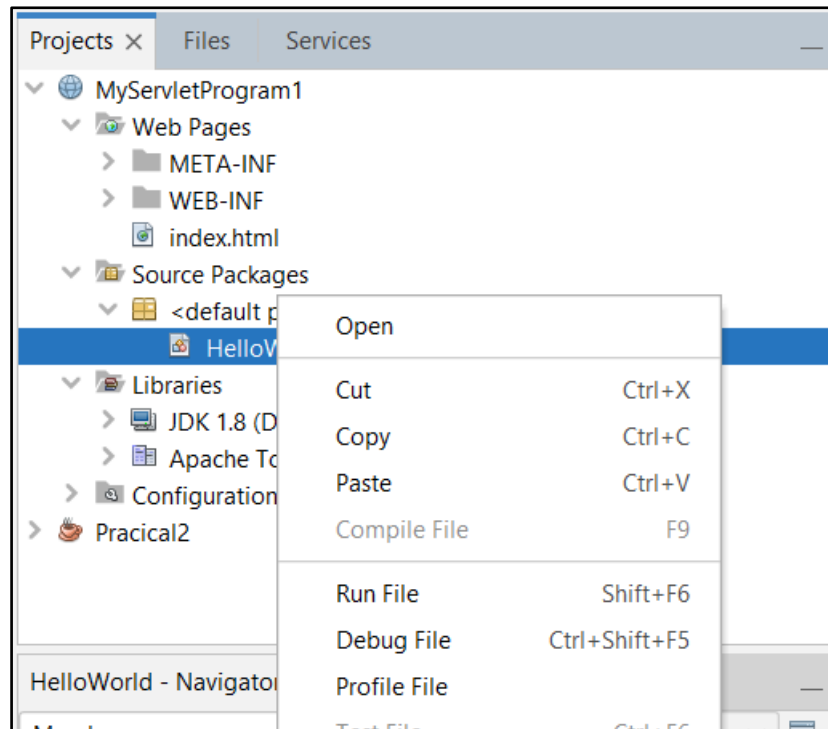 Projects Files Services
MyServletProgram1
Web Pages
META-INF
WEB-INF
index.html
Source Packages
<default p
HelloW
Libraries
JDK 1.8 (D
Apache To
Configuration
Pracical2
Open
Cut Ctrl+X
Copy Ctrl+C
Paste Ctrl+V
Compile File F9
Run File Shift+F6
Debug File Ctrl+Shift+F5
Profile File
HelloWorld - Navigator